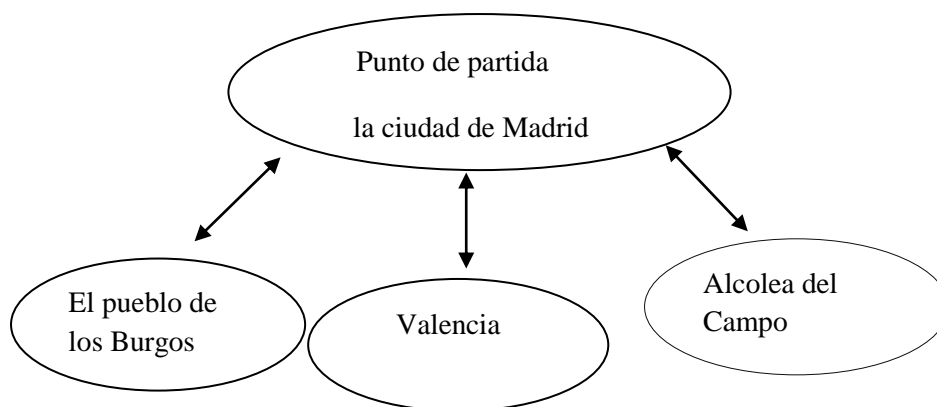 Punto de partida
la ciudad de Madrid
El pueblo de
los Burgos
Valencia
Alcolea del
Campo